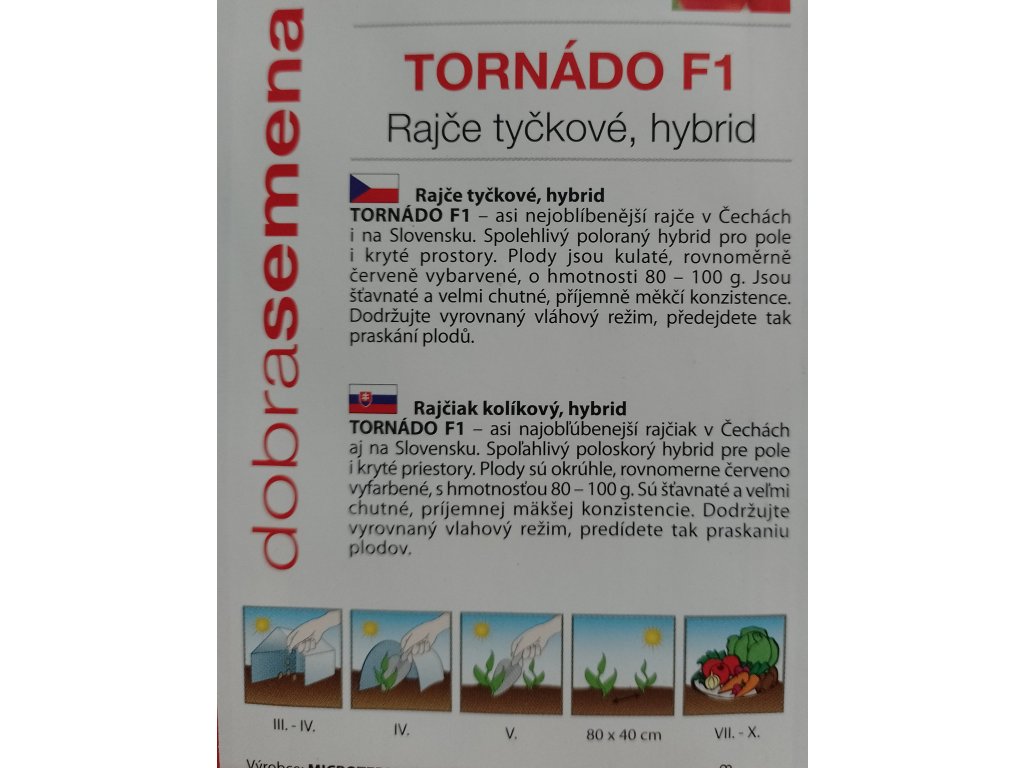 dobrasemena
TORNÁDO F1
Rajče tyčkové, hybrid
Rajče tyčkové, hybrid
TORNÁDO F1 – asi nejoblíbenější rajče v Čechách
i na Slovensku. Spolehlivý poloraný hybrid pro pole
i kryté prostory. Plody jsou kulaté, rovnoměrně
červeně vybarvené, o hmotnosti 80 – 100 g. Jsou
šťavnaté a velmi chutné, příjemně měkčí konzistence.
Dodržujte vyrovnaný vláhový režim, předejdete tak
praskání plodů.
Rajčiak kolíkový, hybrid
TORNÁDO F1 – asi najobľúbenejší rajčiak v Čechách
aj na Slovensku. Spoľahlivý poloskorý hybrid pre pole
i kryté priestory. Plody sú okrúhle, rovnomerne červeno
vyfarbené, s hmotnosťou 80 – 100 g. Sú šťavnaté a veľmi
chutné, príjemnej mäkšej konzistencie. Dodržujte
vyrovnaný vlahový režim, predídete tak praskaniu
plodov.
III. - IV.
IV.
V.
80 x 40 cm
VII. - X.
Výrobce: